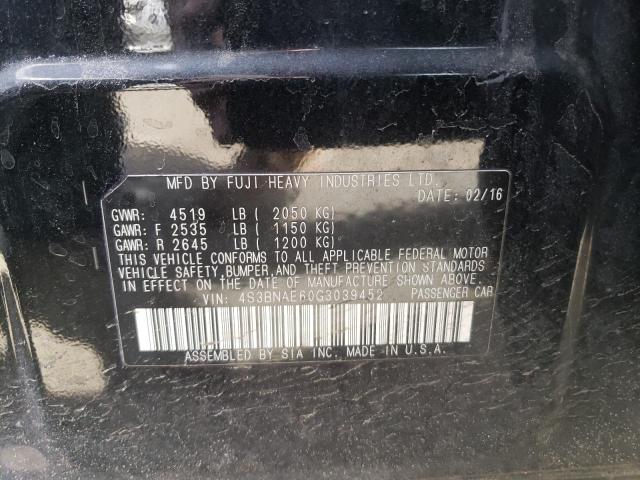 MFD BY FUJI HEAVY INDUSTRIES LTD.
DATE: 02/16
GVWR: 4519 LB ( 2050 KG)
GAWR: F 2535 LB ( 1150 KG)
GAWR: R 2645 LB ( 1200 KG)
THIS VEHICLE CONFORMS TO ALL APPLICABLE FEDERAL MOTOR
VEHICLE SAFETY, BUMPER, AND THEFT PREVENTION STANDARDS
IN EFFECT ON THE DATE OF MANUFACTURE SHOWN ABOVE.
VIN: 4S3BNAE60G3039452 PASSENGER CAR
ASSEMBLED BY SIA INC. MADE IN U.S.A.